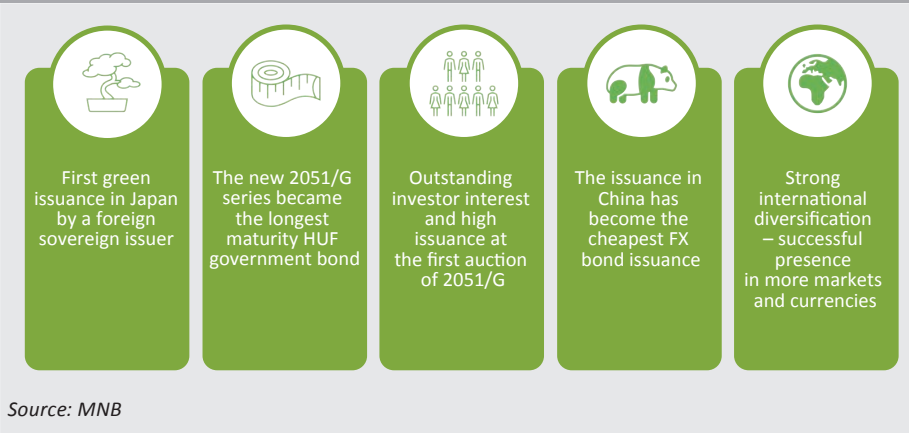 First green
issuance in Japan
by a foreign
sovereign issuer
The new 2051/G
series became
the longest
maturity HUF
government bond
Outstanding
investor interest
and high
issuance at
the first auction
of 2051/G
The issuance in
China has
become the
cheapest FX
bond issuance
Strong
international
diversification
– successful
presence
in more markets
and currencies
Source: MNB